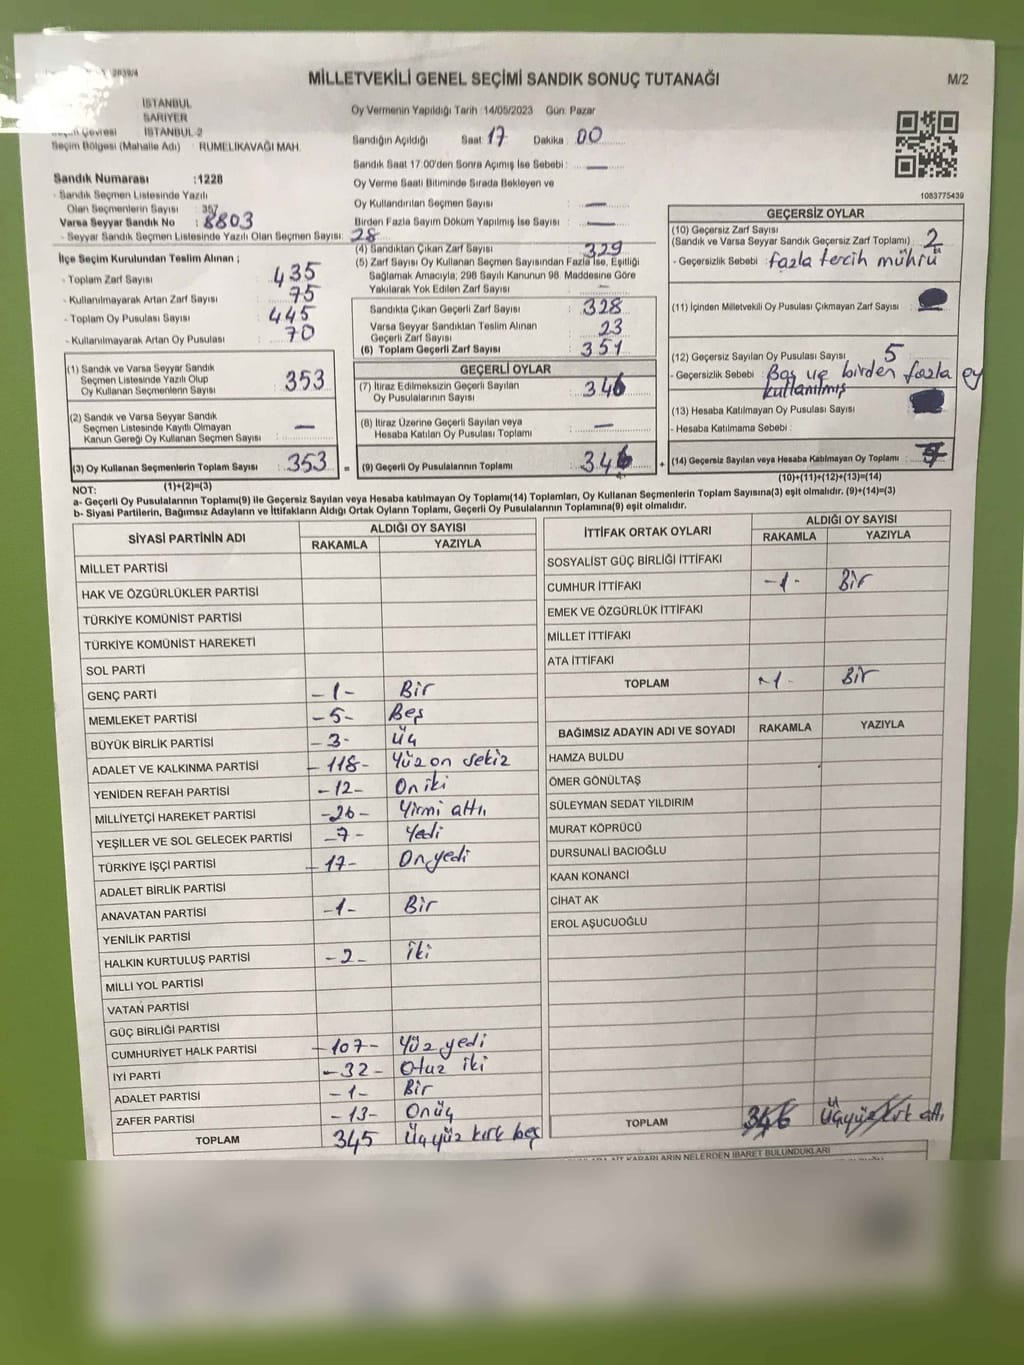 2839/4
MİLLETVEKİLİ GENEL SEÇİMİ SANDIK SONUÇ TUTANAĞI
M/2
İSTANBUL
SARIYER
Seçim Çevresi İSTANBUL-2
Seçim Bölgesi (Mahalle Adı) : RUMELİKAVAĞI MAH.
Sandık Numarası :1228
- Sandık Seçmen Listesinde Yazılı
Olan Seçmenlerin Sayısı : 357
Varsa Seyyar Sandık No : 8803
- Seyyar Sandık Seçmen Listesinde Yazılı Olan Seçmen Sayısı: 28
İlçe Seçim Kurulundan Teslim Alınan ;
- Toplam Zarf Sayısı : 435
- Kullanılmayarak Artan Zarf Sayısı : 75
- Toplam Oy Pusulası Sayısı : 445
- Kullanılmayarak Artan Oy Pusulası : 70
(1) Sandık ve Varsa Seyyar Sandık
Seçmen Listesinde Yazılı Olup
Oy Kullanan Seçmenlerin Sayısı : 353
(2) Sandık ve Varsa Seyyar Sandık
Seçmen Listesinde Kayıtlı Olmayan
Kanun Gereği Oy Kullanan Seçmen Sayısı : —
(3) Oy Kullanan Seçmenlerin Toplam Sayısı : 353
(1)+(2)=(3)
Oy Vermenin Yapıldığı Tarih :14/05/2023 Gün: Pazar
Sandığın Açıldığı Saat 17 Dakika : 00
Sandık Saat 17:00'den Sonra Açılmış İse Sebebi : —
Oy Verme Saati Bitiminde Sırada Bekleyen ve
Oy Kullandırılan Seçmen Sayısı : —
Birden Fazla Sayım Döküm Yapılmış İse Sayısı : —
(4) Sandıktan Çıkan Zarf Sayısı : 329
(5) Zarf Sayısı Oy Kullanan Seçmen Sayısından Fazla İse, Eşitliği
Sağlamak Amacıyla; 298 Sayılı Kanunun 98. Maddesine Göre
Yakılarak Yok Edilen Zarf Sayısı : —
Sandıkta Çıkan Geçerli Zarf Sayısı : 328
Varsa Seyyar Sandıktan Teslim Alınan
Geçerli Zarf Sayısı : 23
(6) Toplam Geçerli Zarf Sayısı : 351
GEÇERLİ OYLAR
(7) İtiraz Edilmeksizin Geçerli Sayılan
Oy Pusulalarının Sayısı : 346
(8) İtiraz Üzerine Geçerli Sayılan veya
Hesaba Katılan Oy Pusulası Toplamı : —
= (9) Geçerli Oy Pusulalarının Toplamı : 346 +
1083775439
GEÇERSİZ OYLAR
(10) Geçersiz Zarf Sayısı
(Sandık ve Varsa Seyyar Sandık Geçersiz Zarf Toplamı) : 2
- Geçersizlik Sebebi : fazla tercih mührü
(11) İçinden Milletvekili Oy Pusulası Çıkmayan Zarf Sayısı :
(12) Geçersiz Sayılan Oy Pusulası Sayısı : 5
- Geçersizlik Sebebi : Boş ve birden fazla oy
kullanılmış
(13) Hesaba Katılmayan Oy Pusulası Sayısı :
- Hesaba Katılmama Sebebi :
(14) Geçersiz Sayılan veya Hesaba Katılmayan Oy Toplamı :
(10)+(11)+(12)+(13)=(14)
NOT:
a- Geçerli Oy Pusulalarının Toplamı(9) ile Geçersiz Sayılan veya Hesaba katılmayan Oy Toplamı(14) Toplamları, Oy Kullanan Seçmenlerin Toplam Sayısına(3) eşit olmalıdır. (9)+(14)=(3)
b- Siyasi Partilerin, Bağımsız Adayların ve İttifakların Aldığı Ortak Oyların Toplamı, Geçerli Oy Pusulalarının Toplamına(9) eşit olmalıdır.
SİYASİ PARTİNİN ADI ALDIĞI OY SAYISI
RAKAMLA YAZIYLA
MİLLET PARTİSİ
HAK VE ÖZGÜRLÜKLER PARTİSİ
TÜRKİYE KOMÜNİST PARTİSİ
TÜRKİYE KOMÜNİST HAREKETİ
SOL PARTİ
GENÇ PARTİ -1- Bir
MEMLEKET PARTİSİ -5- Beş
BÜYÜK BİRLİK PARTİSİ -3- üç
ADALET VE KALKINMA PARTİSİ -118- Yüz on sekiz
YENİDEN REFAH PARTİSİ -12- On iki
MİLLİYETÇİ HAREKET PARTİSİ -26- Yirmi altı
YEŞİLLER VE SOL GELECEK PARTİSİ -7- Yedi
TÜRKİYE İŞÇİ PARTİSİ -17- On yedi
ADALET BİRLİK PARTİSİ
ANAVATAN PARTİSİ -1- Bir
YENİLİK PARTİSİ
HALKIN KURTULUŞ PARTİSİ -2- iki
MİLLİ YOL PARTİSİ
VATAN PARTİSİ
GÜÇ BİRLİĞİ PARTİSİ
CUMHURİYET HALK PARTİSİ -107- Yüz yedi
İYİ PARTİ -32- Otuz iki
ADALET PARTİSİ -1- Bir
ZAFER PARTİSİ -13- Onüç
TOPLAM 345 Üçyüz kırk beş
İTTİFAK ORTAK OYLARI ALDIĞI OY SAYISI
RAKAMLA YAZIYLA
SOSYALİST GÜÇ BİRLİĞİ İTTİFAKI
CUMHUR İTTİFAKI -1- Bir
EMEK VE ÖZGÜRLÜK İTTİFAKI
MİLLET İTTİFAKI
ATA İTTİFAKI
TOPLAM -1- Bir
BAĞIMSIZ ADAYIN ADI VE SOYADI RAKAMLA YAZIYLA
HAMZA BULDU
ÖMER GÖNÜLTAŞ
SÜLEYMAN SEDAT YILDIRIM
MURAT KÖPRÜCÜ
DURSUNALİ BACIOĞLU
KAAN KONANCİ
CİHAT AK
EROL AŞUCUOĞLU
TOPLAM 346 Üçyüz kırk altı
KARARLARIN NELERDEN İBARET BULUNDUKLARI